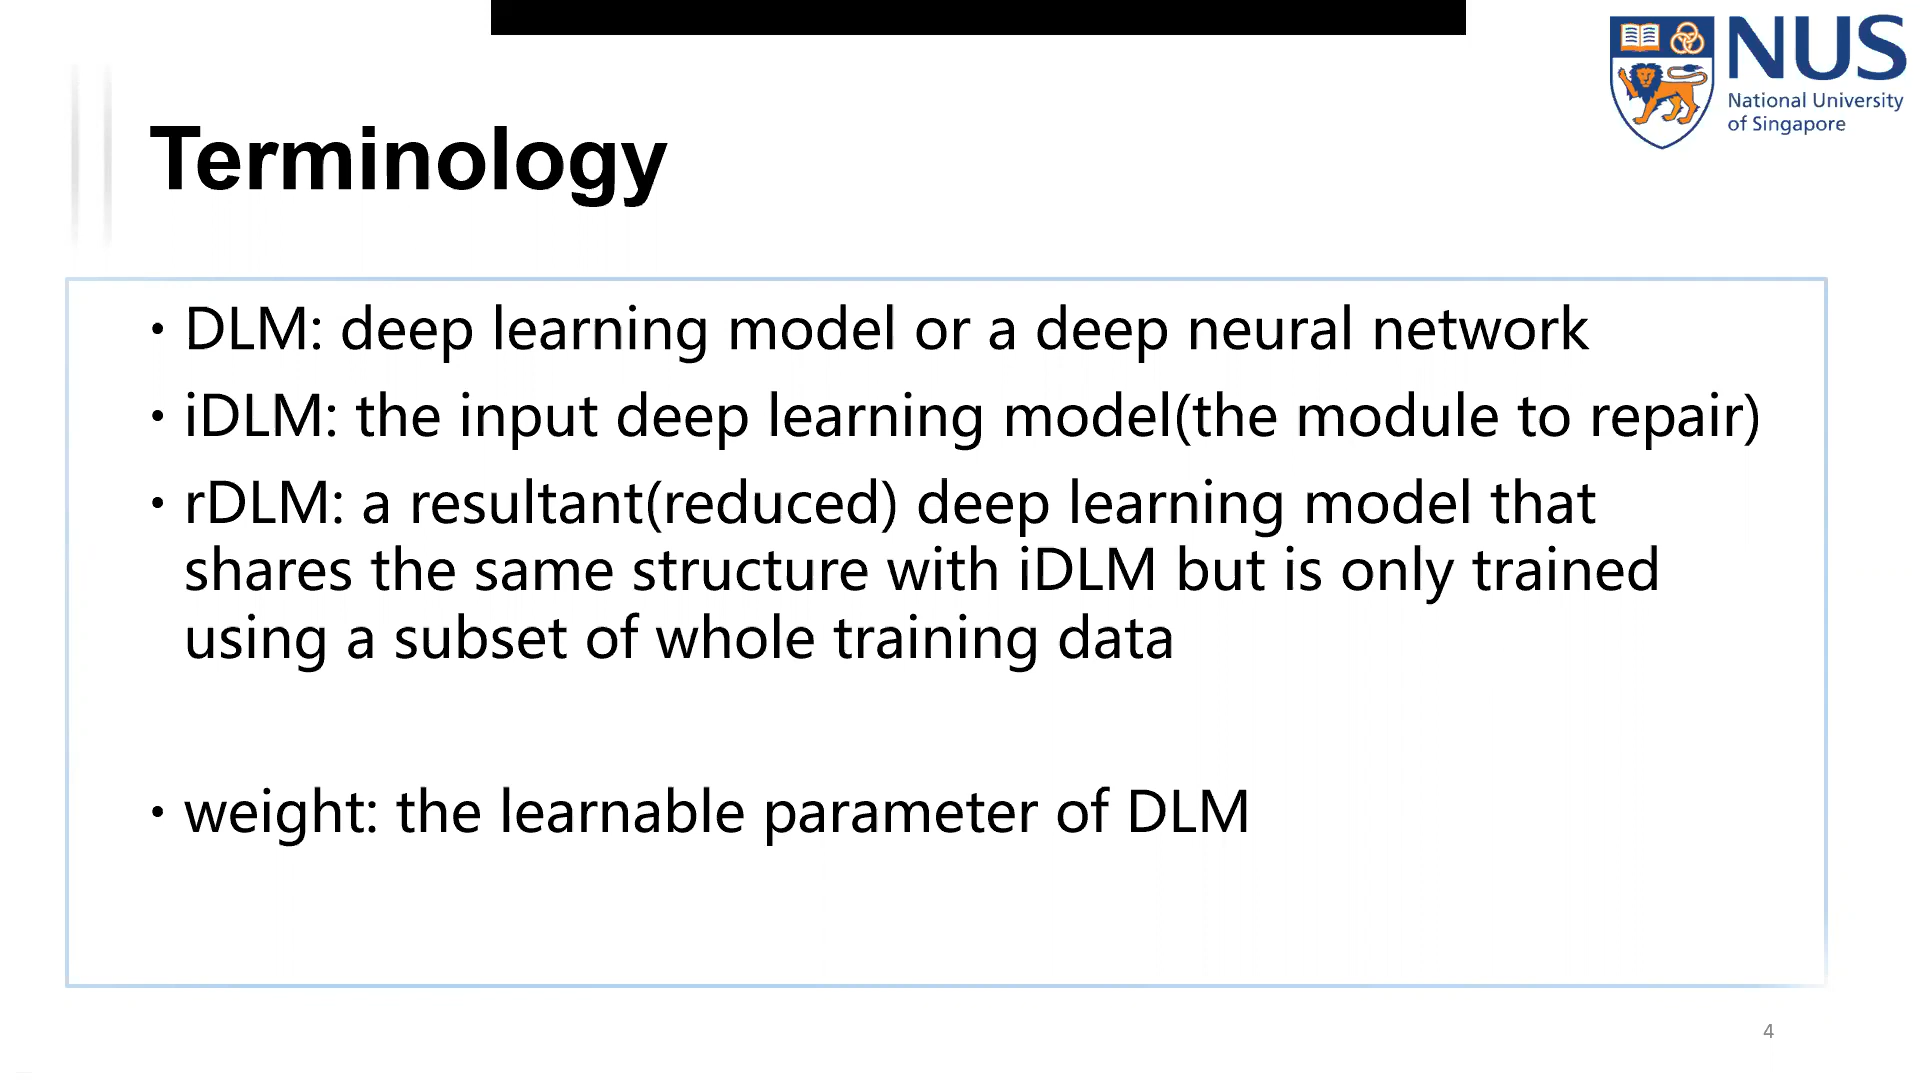 NUS
National University
of Singapore
Terminology
• DLM: deep learning model or a deep neural network
• iDLM: the input deep learning model(the module to repair)
• rDLM: a resultant(reduced) deep learning model that
shares the same structure with iDLM but is only trained
using a subset of whole training data
• weight: the learnable parameter of DLM
4